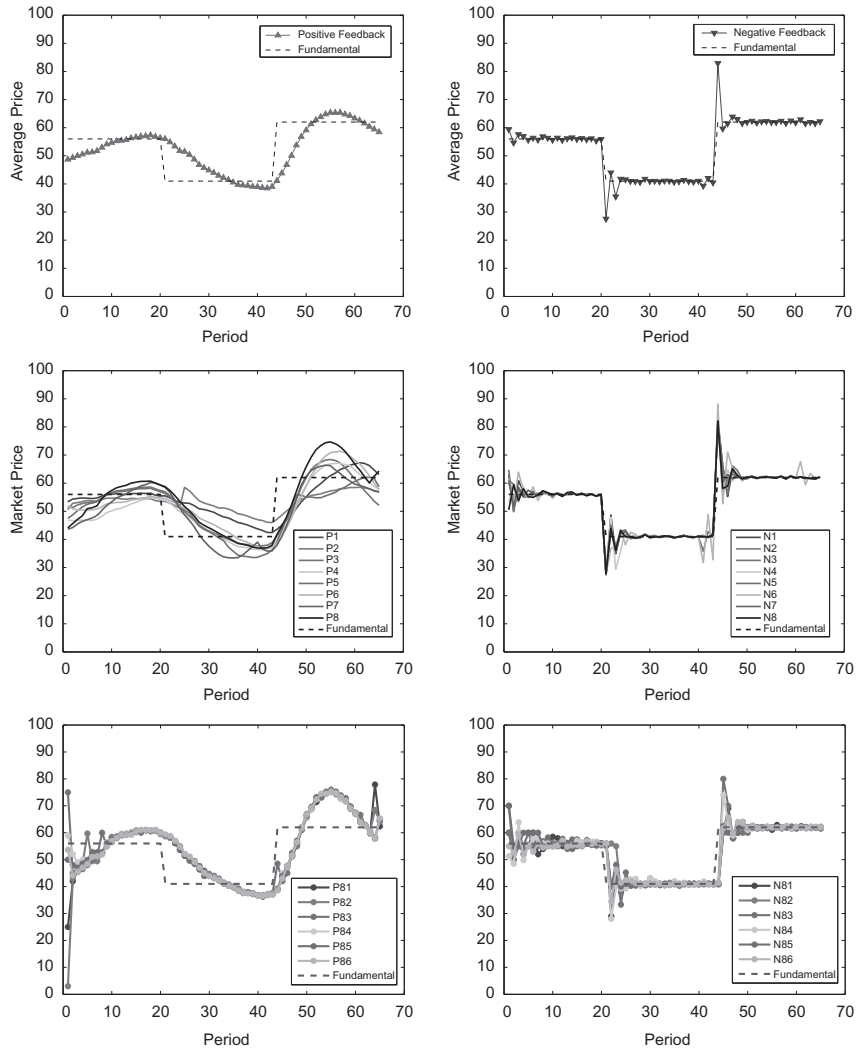 100
90
80
70
60
50
40
30
20
10
0
Average Price
0 10 20 30 40 50 60 70
Period
Positive Feedback
Fundamental
100
90
80
70
60
50
40
30
20
10
0
Average Price
0 10 20 30 40 50 60 70
Period
Negative Feedback
Fundamental
100
90
80
70
60
50
40
30
20
10
0
Market Price
0 10 20 30 40 50 60 70
Period
P1
P2
P3
P4
P5
P6
P7
P8
Fundamental
100
90
80
70
60
50
40
30
20
10
0
Market Price
0 10 20 30 40 50 60 70
Period
N1
N2
N3
N4
N5
N6
N7
N8
Fundamental
100
90
80
70
60
50
40
30
20
10
0
0 10 20 30 40 50 60 70
Period
P81
P82
P83
P84
P85
P86
Fundamental
100
90
80
70
60
50
40
30
20
10
0
0 10 20 30 40 50 60 70
Period
N81
N82
N83
N84
N85
N86
Fundamental